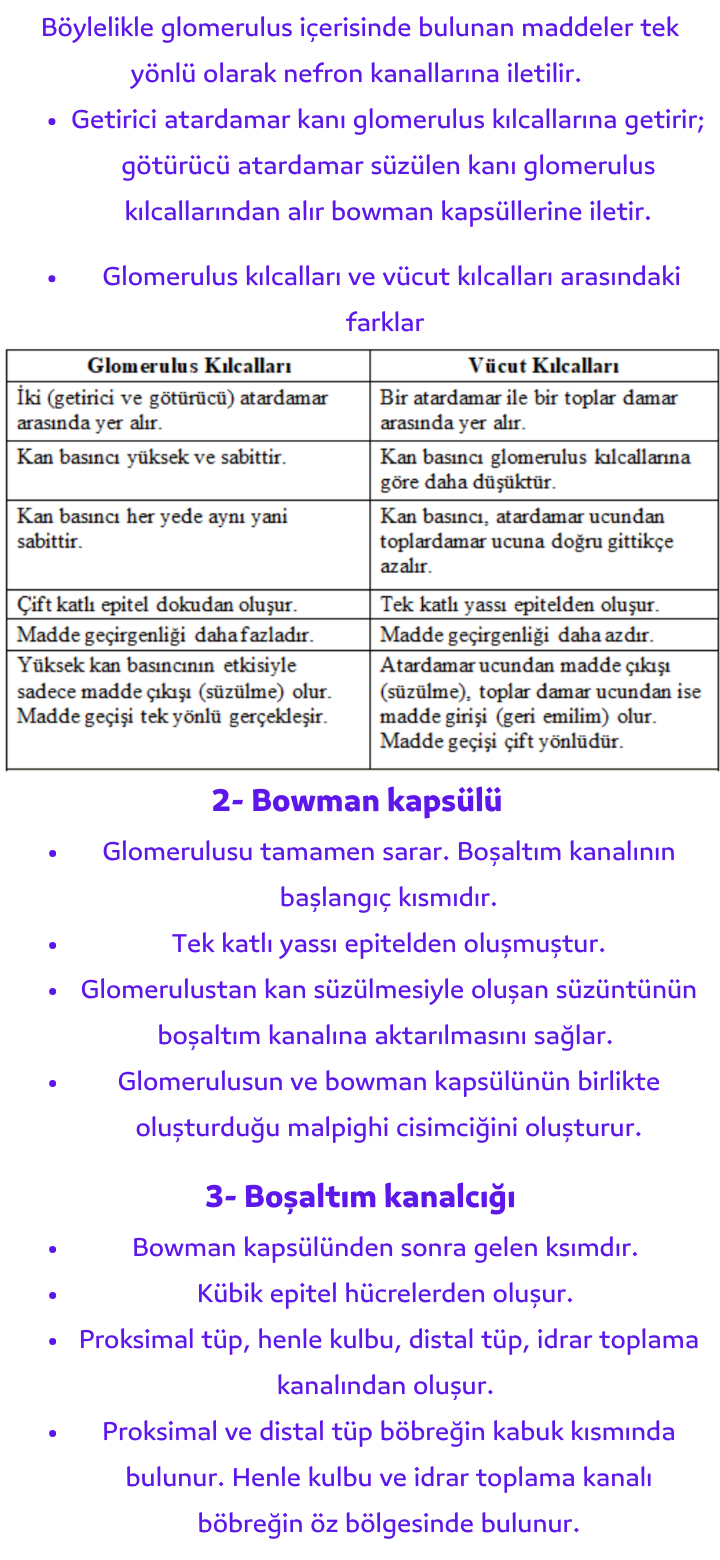 Böylelikle glomerulus içerisinde bulunan maddeler tek
yönlü olarak nefron kanallarına iletilir.
• Getirici atardamar kanı glomerulus kılcallarına getirir;
götürücü atardamar süzülen kanı glomerulus
kılcallarından alır bowman kapsüllerine iletir.
• Glomerulus kılcalları ve vücut kılcalları arasındaki
farklar
Glomerulus Kılcalları
Vücut Kılcalları
İki (getirici ve götürücü) atardamar
arasında yer alır.
Bir atardamar ile bir toplar damar
arasında yer alır.
Kan basıncı yüksek ve sabittir.
Kan basıncı glomerulus kılcallarına
göre daha düşüktür.
Kan basıncı her yede aynı yani
sabittir.
Kan basıncı, atardamar ucundan
toplardamar ucuna doğru gittikçe
azalır.
Çift katlı epitel dokudan oluşur.
Tek katlı yassı epitelden oluşur.
Madde geçirgenliği daha fazladır.
Madde geçirgenliği daha azdır.
Yüksek kan basıncının etkisiyle
sadece madde çıkışı (süzülme) olur.
Madde geçişi tek yönlü gerçekleşir.
Atardamar ucundan madde çıkışı
(süzülme), toplar damar ucundan ise
madde girişi (geri emilim) olur.
Madde geçişi çift yönlüdür.
2- Bowman kapsülü
• Glomerulusu tamamen sarar. Boşaltım kanalının
başlangıç kısmıdır.
• Tek katlı yassı epitelden oluşmuştur.
• Glomerulustan kan süzülmesiyle oluşan süzüntünün
boşaltım kanalına aktarılmasını sağlar.
• Glomerulusun ve bowman kapsülünün birlikte
oluşturduğu malpighi cisimciğini oluşturur.
3- Boşaltım kanalcığı
• Bowman kapsülünden sonra gelen ksımdır.
• Kübik epitel hücrelerden oluşur.
• Proksimal tüp, henle kulbu, distal tüp, idrar toplama
kanalından oluşur.
• Proksimal ve distal tüp böbreğin kabuk kısmında
bulunur. Henle kulbu ve idrar toplama kanalı
böbreğin öz bölgesinde bulunur.